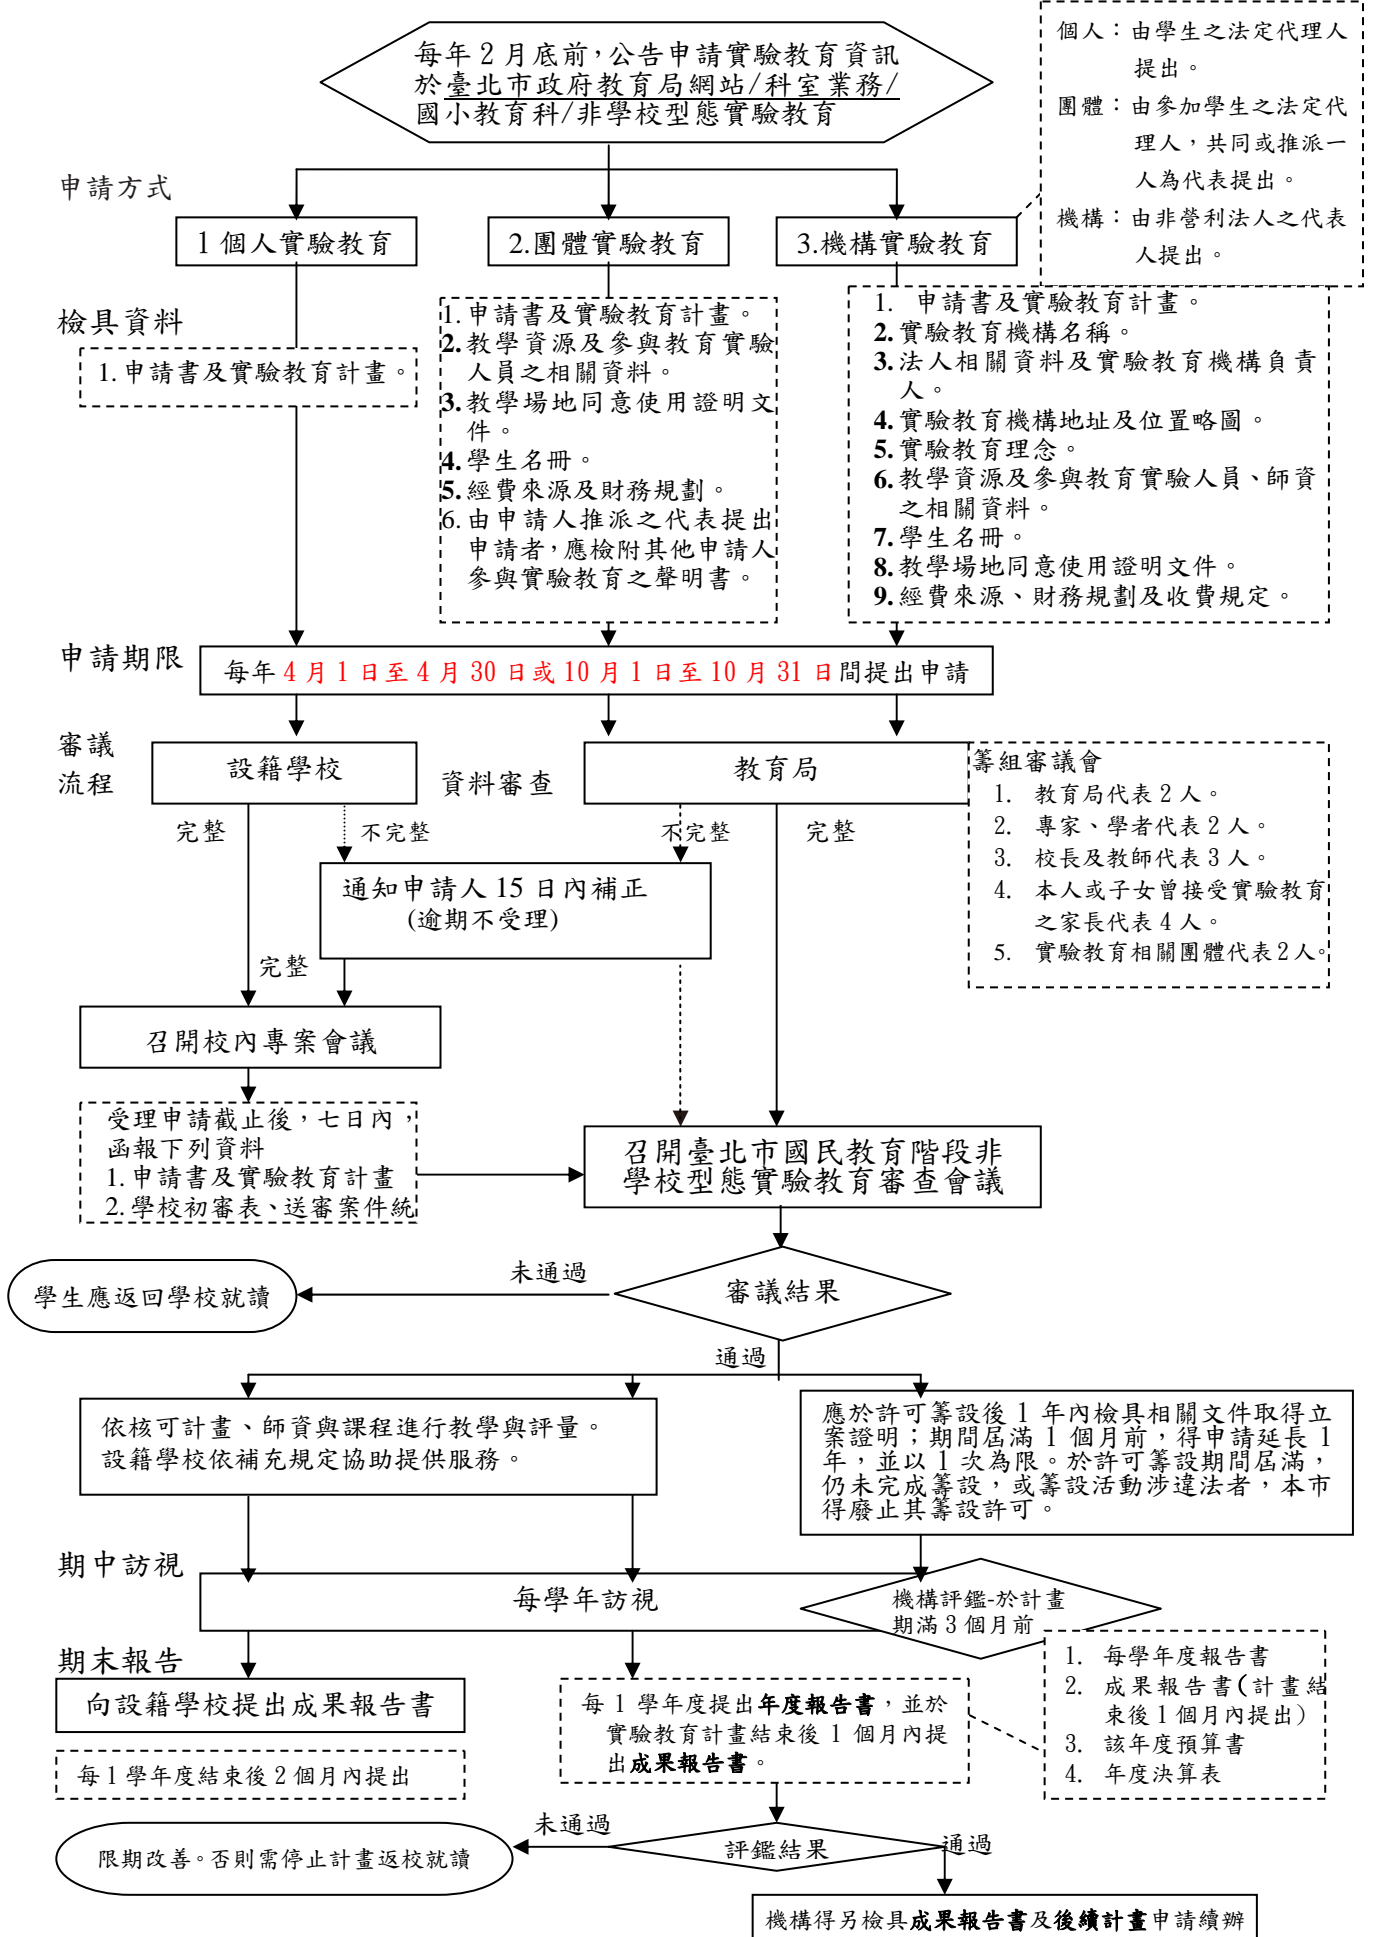 每年 2 月底前，公告申請實驗教育資訊
於臺北市政府教育局網站/科室業務/
國小教育科/非學校型態實驗教育
個人：由學生之法定代理人
提出。
團體：由參加學生之法定代
理人，共同或推派一
人為代表提出。
機構：由非營利法人之代表
人提出。
申請方式
1 個人實驗教育
2.團體實驗教育
3.機構實驗教育
檢具資料
1.申請書及實驗教育計畫。
1.申請書及實驗教育計畫。
2.教學資源及參與教育實驗
人員之相關資料。
3.教學場地同意使用證明文
件。
4.學生名冊。
5.經費來源及財務規劃。
6.由申請人推派之代表提出
申請者，應檢附其他申請人
參與實驗教育之聲明書。
1. 申請書及實驗教育計畫。
2.實驗教育機構名稱。
3.法人相關資料及實驗教育機構負責
人。
4.實驗教育機構地址及位置略圖。
5.實驗教育理念。
6.教學資源及參與教育實驗人員、師資
之相關資料。
7.學生名冊。
8.教學場地同意使用證明文件。
9.經費來源、財務規劃及收費規定。
申請期限
每年 4 月 1 日至 4 月 30 日或 10 月 1 日至 10 月 31 日間提出申請
審議
流程
設籍學校
資料審查
教育局
籌組審議會
1. 教育局代表 2 人。
2. 專家、學者代表 2 人。
3. 校長及教師代表 3 人。
4. 本人或子女曾接受實驗教育
之家長代表 4 人。
5. 實驗教育相關團體代表 2 人。
完整
不完整
不完整
完整
通知申請人 15 日內補正
(逾期不受理)
完整
召開校內專案會議
受理申請截止後，七日內，
函報下列資料
1.申請書及實驗教育計畫
2.學校初審表、送審案件統
召開臺北市國民教育階段非
學校型態實驗教育審查會議
未通過
學生應返回學校就讀
審議結果
通過
依核可計畫、師資與課程進行教學與評量。
設籍學校依補充規定協助提供服務。
應於許可籌設後 1 年內檢具相關文件取得立
案證明；期間屆滿 1 個月前，得申請延長 1
年，並以 1 次為限。於許可籌設期間屆滿，
仍未完成籌設，或籌設活動涉違法者，本市
得廢止其籌設許可。
期中訪視
每學年訪視
機構評鑑-於計畫
期滿 3 個月前
期末報告
向設籍學校提出成果報告書
每 1 學年度結束後 2 個月內提出
每 1 學年度提出年度報告書，並於
實驗教育計畫結束後 1 個月內提
出成果報告書。
1. 每學年度報告書
2. 成果報告書(計畫結
束後 1 個月內提出)
3. 該年度預算書
4. 年度決算表
未通過
限期改善。否則需停止計畫返校就讀
評鑑結果
通過
機構得另檢具成果報告書及後續計畫申請續辦